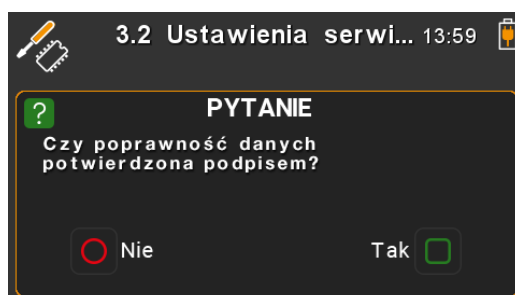 3.2 Ustawienia serwi... 13:59
? PYTANIE
Czy poprawność danych
potwierdzona podpisem?
Nie Tak